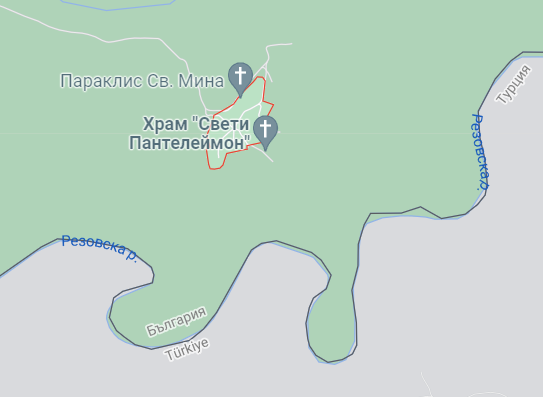 Параклис Св. Мина
Храм "Свети
Пантелеймон"
Турция
Резовска р.
Резовска р.
България
Türkiye